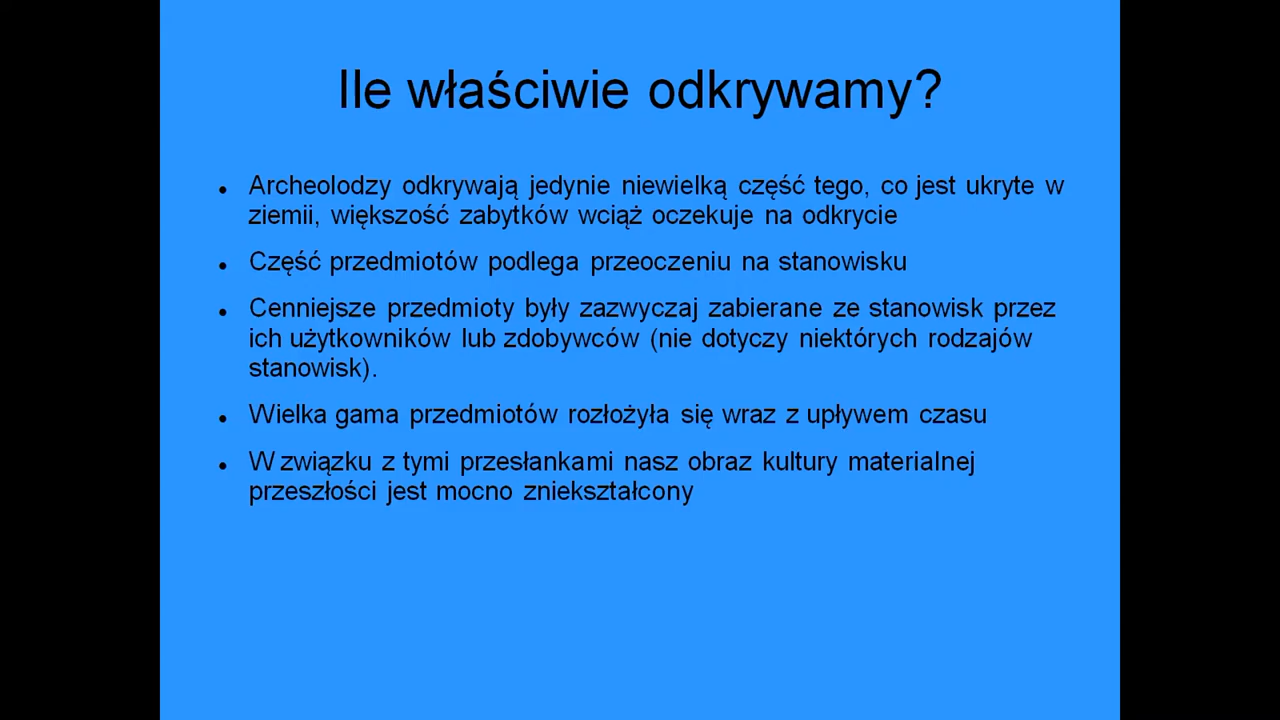 Ile właściwie odkrywamy?
• Archeolodzy odkrywają jedynie niewielką część tego, co jest ukryte w
ziemii, większość zabytków wciąż oczekuje na odkrycie
• Część przedmiotów podlega przeoczeniu na stanowisku
• Cenniejsze przedmioty były zazwyczaj zabierane ze stanowisk przez
ich użytkowników lub zdobywców (nie dotyczy niektórych rodzajów
stanowisk).
• Wielka gama przedmiotów rozłożyła się wraz z upływem czasu
• W związku z tymi przesłankami nasz obraz kultury materialnej
przeszłości jest mocno zniekształcony